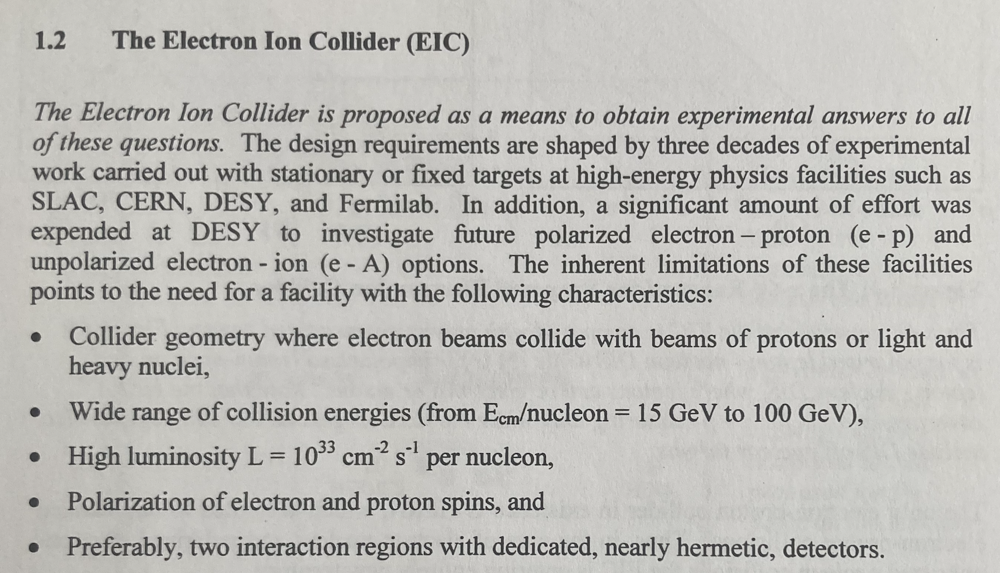 1.2 The Electron Ion Collider (EIC)
The Electron Ion Collider is proposed as a means to obtain experimental answers to all
of these questions. The design requirements are shaped by three decades of experimental
work carried out with stationary or fixed targets at high-energy physics facilities such as
SLAC, CERN, DESY, and Fermilab. In addition, a significant amount of effort was
expended at DESY to investigate future polarized electron – proton (e - p) and
unpolarized electron - ion (e - A) options. The inherent limitations of these facilities
points to the need for a facility with the following characteristics:
• Collider geometry where electron beams collide with beams of protons or light and
heavy nuclei,
• Wide range of collision energies (from Ecm/nucleon = 15 GeV to 100 GeV),
• High luminosity L = 10³³ cm⁻² s⁻¹ per nucleon,
• Polarization of electron and proton spins, and
• Preferably, two interaction regions with dedicated, nearly hermetic, detectors.